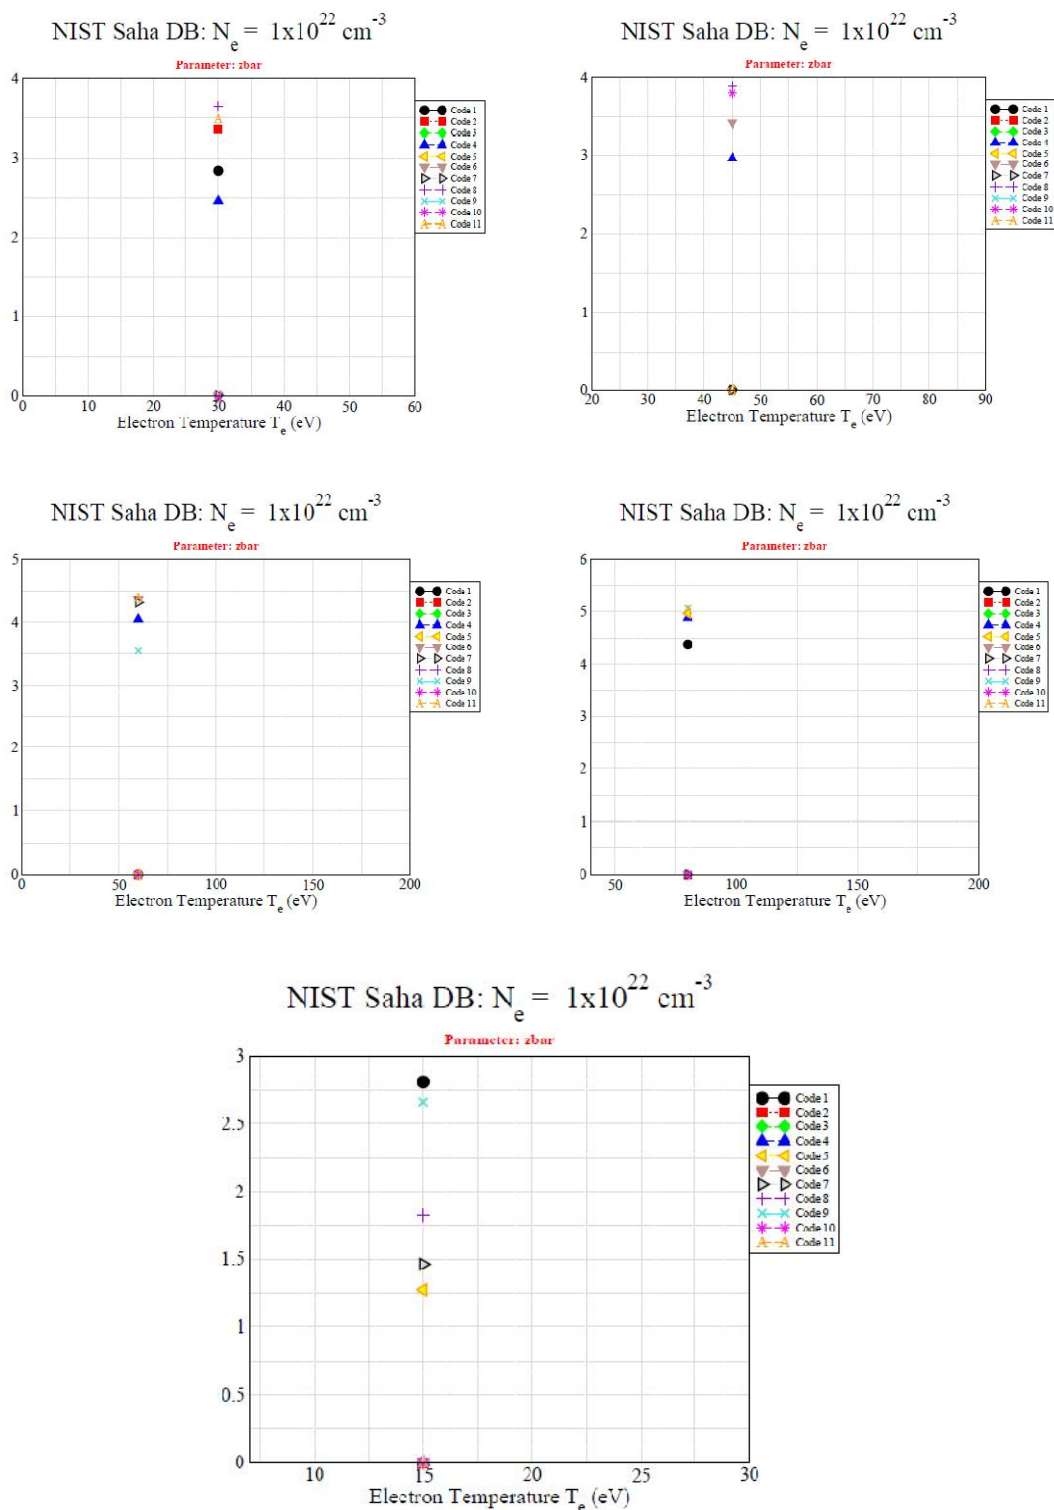 NIST Saha DB: N_e = 1x10^22 cm^-3
Parameter: zbar
4
3
2
1
0
0 10 20 30 40 50 60
Electron Temperature T_e (eV)
Code 1
Code 2
Code 3
Code 4
Code 5
Code 6
Code 7
Code 8
Code 9
Code 10
Code 11
NIST Saha DB: N_e = 1x10^22 cm^-3
Parameter: zbar
4
3
2
1
0
20 30 40 50 60 70 80 90
Electron Temperature T_e (eV)
Code 1
Code 2
Code 3
Code 4
Code 5
Code 6
Code 7
Code 8
Code 9
Code 10
Code 11
NIST Saha DB: N_e = 1x10^22 cm^-3
Parameter: zbar
5
4
3
2
1
0
0 50 100 150 200
Electron Temperature T_e (eV)
Code 1
Code 2
Code 3
Code 4
Code 5
Code 6
Code 7
Code 8
Code 9
Code 10
Code 11
NIST Saha DB: N_e = 1x10^22 cm^-3
Parameter: zbar
6
5
4
3
2
1
0
50 100 150 200
Electron Temperature T_e (eV)
Code 1
Code 2
Code 3
Code 4
Code 5
Code 6
Code 7
Code 8
Code 9
Code 10
Code 11
NIST Saha DB: N_e = 1x10^22 cm^-3
Parameter: zbar
3
2.5
2
1.5
1
0.5
0
10 15 20 25 30
Electron Temperature T_e (eV)
Code 1
Code 2
Code 3
Code 4
Code 5
Code 6
Code 7
Code 8
Code 9
Code 10
Code 11